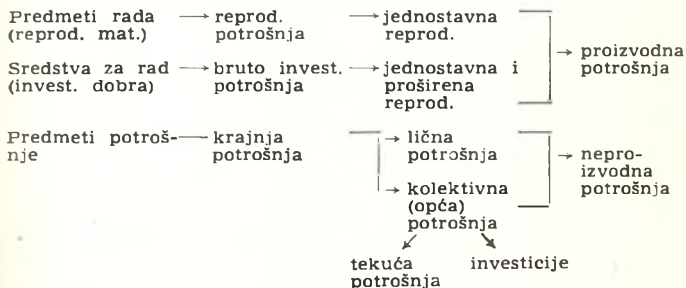 Predmeti rada → reprod. → jednostavna
(reprod. mat.) potrošnja reprod.
→ proizvodna
potrošnja
Sredstva za rad → bruto invest. → jednostavna i
(invest. dobra) potrošnja proširena
reprod.
Predmeti potroš- — krajnja → lična
nje potrošnja potrošnja
→ nepro-
izvodna
potrošnja
→ kolektivna
(opća)
potrošnja
tekuća investicije
potrošnja